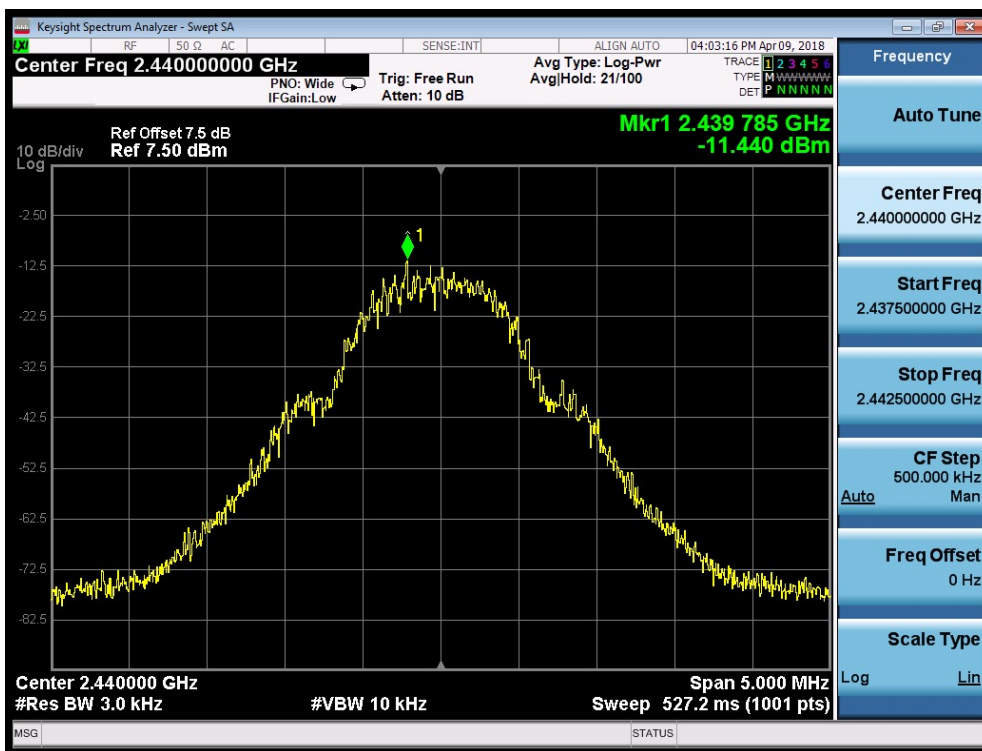 Keysight Spectrum Analyzer - Swept SA
LXI RF 50 Ω AC SENSE:INT ALIGN AUTO 04:03:16 PM Apr 09, 2018
Center Freq 2.440000000 GHz
PNO: Wide
IFGain:Low
Trig: Free Run
Atten: 10 dB
Avg Type: Log-Pwr
Avg|Hold: 21/100
TRACE 1 2 3 4 5 6
TYPE M W W W W W
DET P N N N N N
Mkr1 2.439 785 GHz
-11.440 dBm
Ref Offset 7.5 dB
10 dB/div Ref 7.50 dBm
Log
1
-2.50
-12.5
-22.5
-32.5
-42.5
-52.5
-62.5
-72.5
-82.5
Center 2.440000 GHz Span 5.000 MHz
#Res BW 3.0 kHz #VBW 10 kHz Sweep 527.2 ms (1001 pts)
MSG STATUS
Frequency
Auto Tune
Center Freq
2.440000000 GHz
Start Freq
2.437500000 GHz
Stop Freq
2.442500000 GHz
CF Step
500.000 kHz
Auto Man
Freq Offset
0 Hz
Scale Type
Log Lin